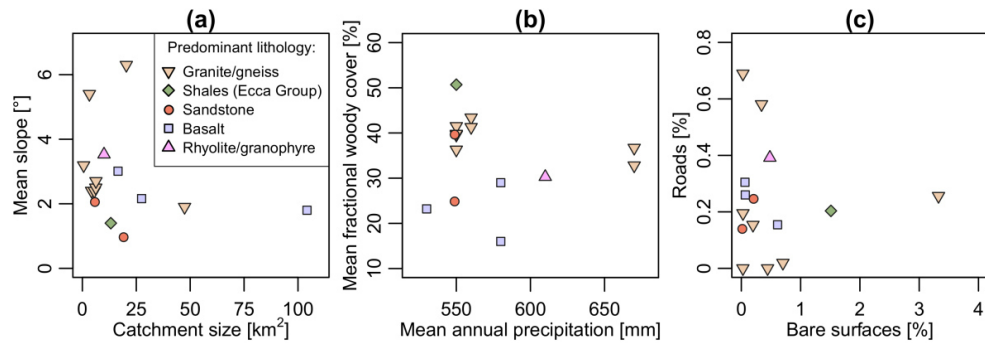 (a)
Mean slope [°]
6
4
2
0
Predominant lithology:
Granite/gneiss
Shales (Ecca Group)
Sandstone
Basalt
Rhyolite/granophyre
0 25 50 75 100
Catchment size [km²]
(b)
Mean fractional woody cover [%]
60
50
40
30
20
10
550 600 650
Mean annual precipitation [mm]
(c)
Roads [%]
0.8
0.6
0.4
0.2
0
0 1 2 3 4
Bare surfaces [%]